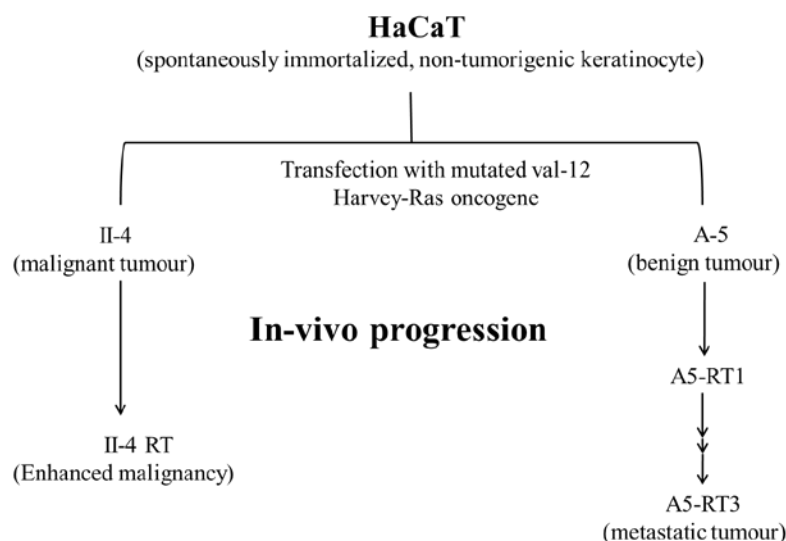 HaCaT
(spontaneously immortalized, non-tumorigenic keratinocyte)
Transfection with mutated val-12
Harvey-Ras oncogene
II-4
(malignant tumour)
A-5
(benign tumour)
In-vivo progression
A5-RT1
II-4 RT
(Enhanced malignancy)
A5-RT3
(metastatic tumour)